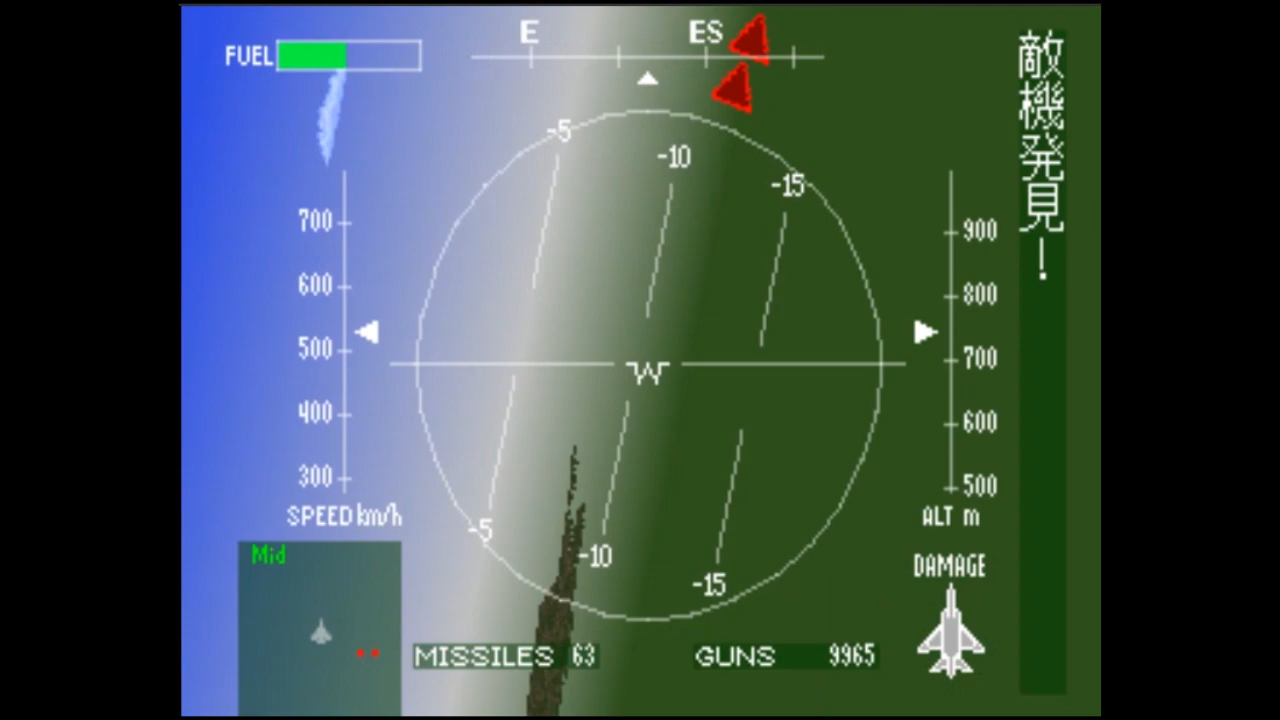 FUEL
E
ES
敵機発見！
-5
-10
-15
700
600
500
400
300
SPEED km/h
900
800
700
600
500
ALT m
-5
-10
-15
Mid
DAMAGE
MISSILES 63
GUNS 9965